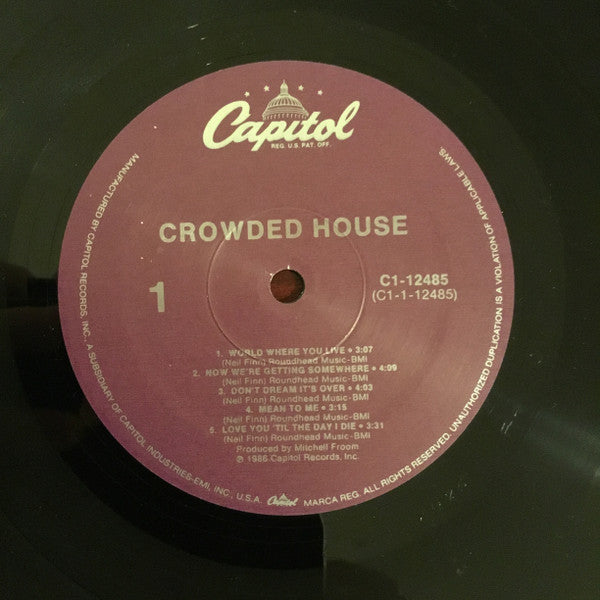 Capitol
REG. U.S. PAT. OFF.
CROWDED HOUSE
1
C1-12485
(C1-1-12485)
1. WORLD WHERE YOU LIVE • 3:07
(Neil Finn) Roundhead Music-BMI
2. NOW WE'RE GETTING SOMEWHERE • 4:09
(Neil Finn) Roundhead Music-BMI
3. DON'T DREAM IT'S OVER • 4:03
(Neil Finn) Roundhead Music-BMI
4. MEAN TO ME • 3:15
(Neil Finn) Roundhead Music-BMI
5. LOVE YOU 'TIL THE DAY I DIE • 3:31
(Neil Finn) Roundhead Music-BMI
Produced by Mitchell Froom
℗ 1986 Capitol Records, Inc.
MANUFACTURED BY CAPITOL RECORDS, INC., A SUBSIDIARY OF CAPITOL INDUSTRIES-EMI, INC., U.S.A. Capitol MARCA REG. ALL RIGHTS RESERVED. UNAUTHORIZED DUPLICATION IS A VIOLATION OF APPLICABLE LAWS.